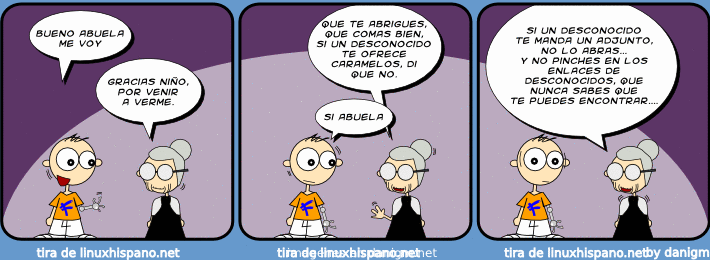 BUENO ABUELA
ME VOY
GRACIAS NIÑO,
POR VENIR
A VERME.
QUE TE ABRIGUES,
QUE COMAS BIEN,
SI UN DESCONOCIDO
TE OFRECE
CARAMELOS, DI
QUE NO.
SI ABUELA
SI UN DESCONOCIDO
TE MANDA UN ADJUNTO,
NO LO ABRAS...
Y NO PINCHES EN LOS
ENLACES DE
DESCONOCIDOS, QUE
NUNCA SABES QUE
TE PUEDES ENCONTRAR....
tira de linuxhispano.net
tira de linuxhispano.net
tira de linuxhispano.net
by danigm